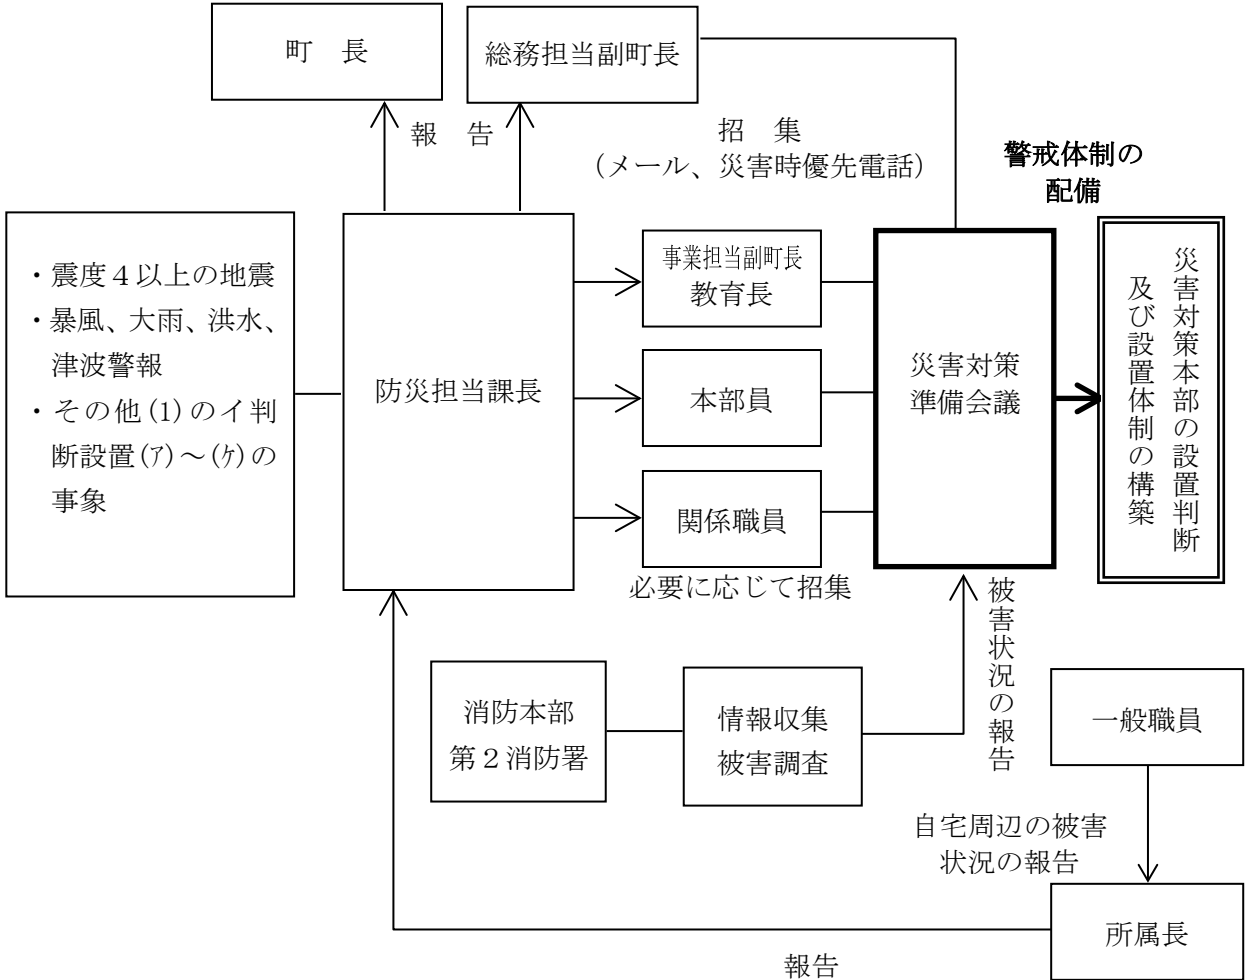 町　長
総務担当副町長
報　告
招　集
（メール、災害時優先電話）
警戒体制の
配備
・震度４以上の地震
・暴風、大雨、洪水、
津波警報
・その他(1)のイ判
断設置(ｱ)～(ｹ)の
事象
防災担当課長
事業担当副町長
教育長
本部員
関係職員
必要に応じて招集
災害対策
準備会議
災害対策本部の設置判断
及び設置体制の構築
被害状況の報告
消防本部
第２消防署
情報収集
被害調査
一般職員
自宅周辺の被害
状況の報告
所属長
報告